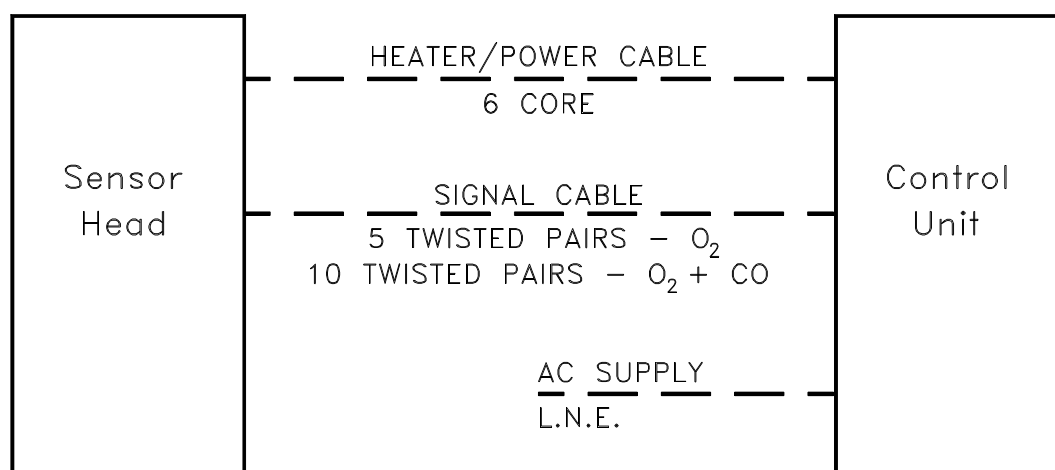 Sensor
Head
HEATER/POWER CABLE
6 CORE
SIGNAL CABLE
5 TWISTED PAIRS - O₂
10 TWISTED PAIRS - O₂ + CO
AC SUPPLY
L.N.E.
Control
Unit